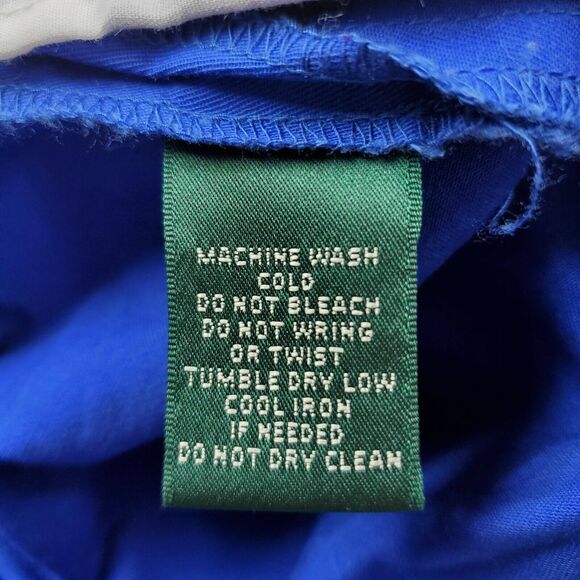 MACHINE WASH
COLD
DO NOT BLEACH
DO NOT WRING
OR TWIST
TUMBLE DRY LOW
COOL IRON
IF NEEDED
DO NOT DRY CLEAN